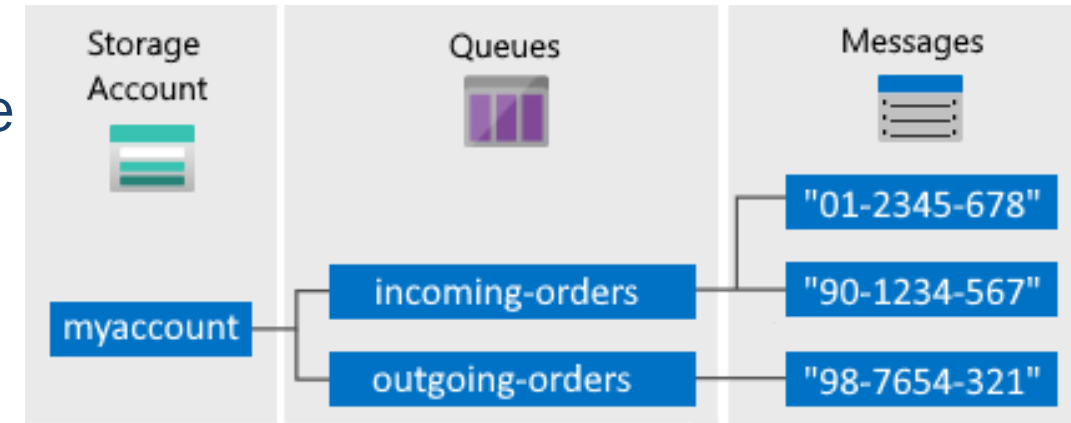 Storage
Account
Queues
Messages
"01-2345-678"
incoming-orders
"90-1234-567"
myaccount
outgoing-orders
"98-7654-321"